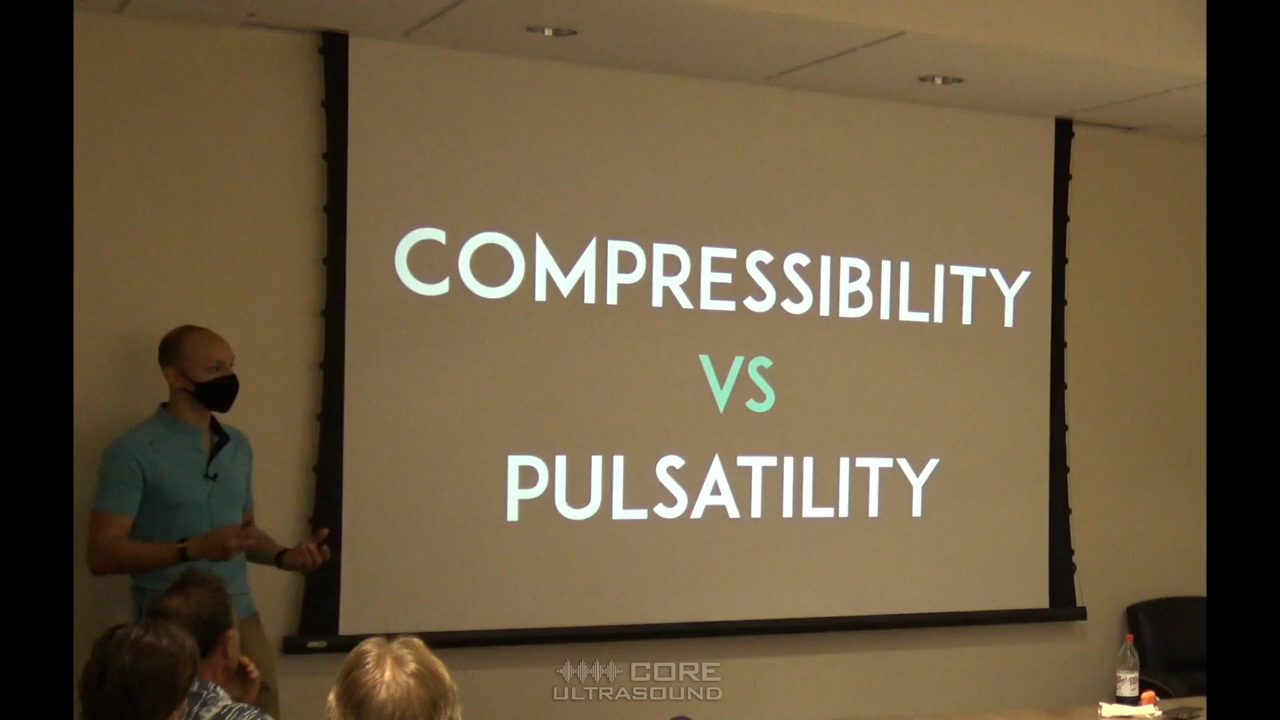 COMPRESSIBILITY
VS
PULSATILITY
CORE
ULTRASOUND